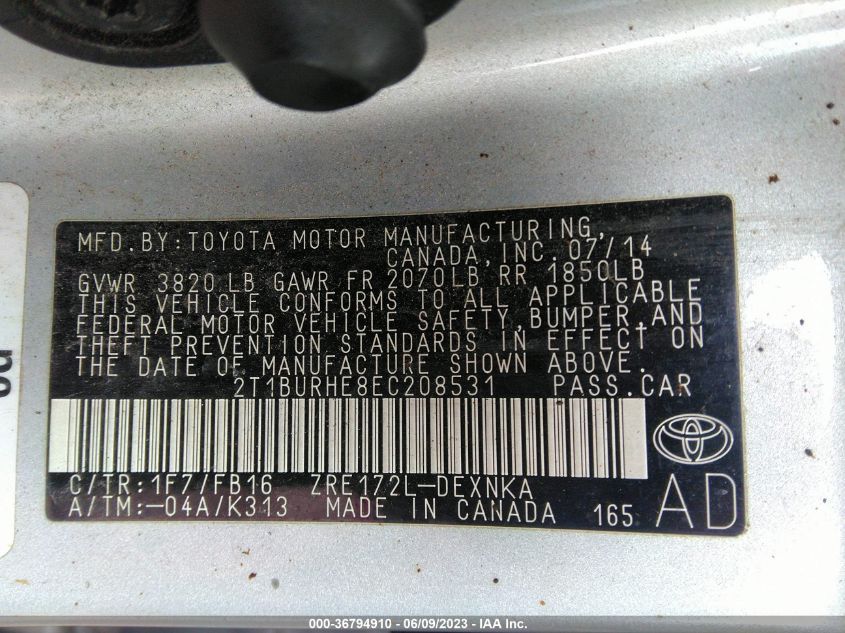 MFD.BY:TOYOTA MOTOR MANUFACTURING,
CANADA, INC. 07/14
GVWR 3820 LB GAWR FR 2070LB RR 1850LB
THIS VEHICLE CONFORMS TO ALL APPLICABLE
FEDERAL MOTOR VEHICLE SAFETY, BUMPER, AND
THEFT PREVENTION STANDARDS IN EFFECT ON
THE DATE OF MANUFACTURE SHOWN ABOVE.
2T1BURHE8EC208531 PASS.CAR
C/TR:1F7/FB16 ZRE172L-DEXNKA
A/TM:-04A/K313 MADE IN CANADA 165 AD
000-36794910 - 06/09/2023 - IAA Inc.